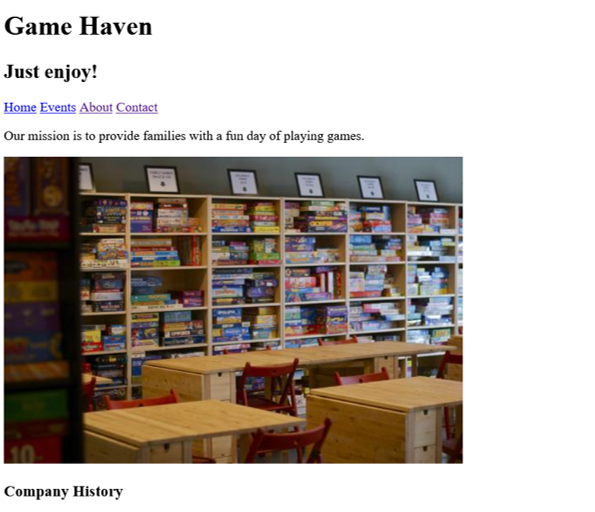 Game Haven
Just enjoy!
Home Events About Contact
Our mission is to provide families with a fun day of playing games.
10
Company History